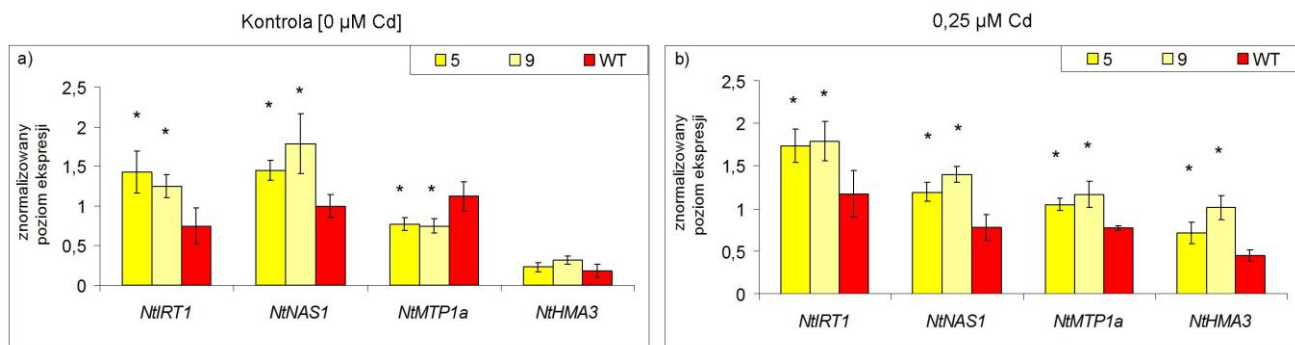 Kontrola [0 µM Cd]
0,25 µM Cd
a)
5 9 WT
znormalizowany
poziom ekspresji
2,5
2
1,5
1
0,5
0
* * * * * *
NtIRT1 NtNAS1 NtMTP1a NtHMA3
b)
5 9 WT
znormalizowany
poziom ekspresji
2,5
2
1,5
1
0,5
0
* * * * * * * *
NtIRT1 NtNAS1 NtMTP1a NtHMA3